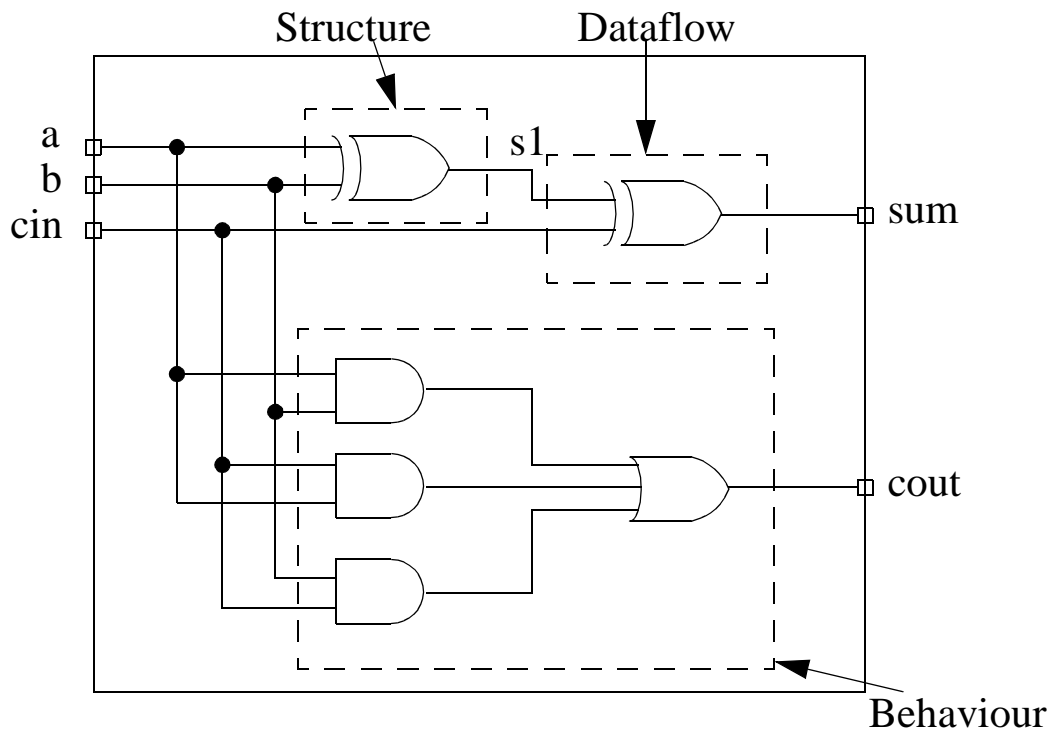 Structure
Dataflow
a
s1
b
cin
sum
cout
Behaviour